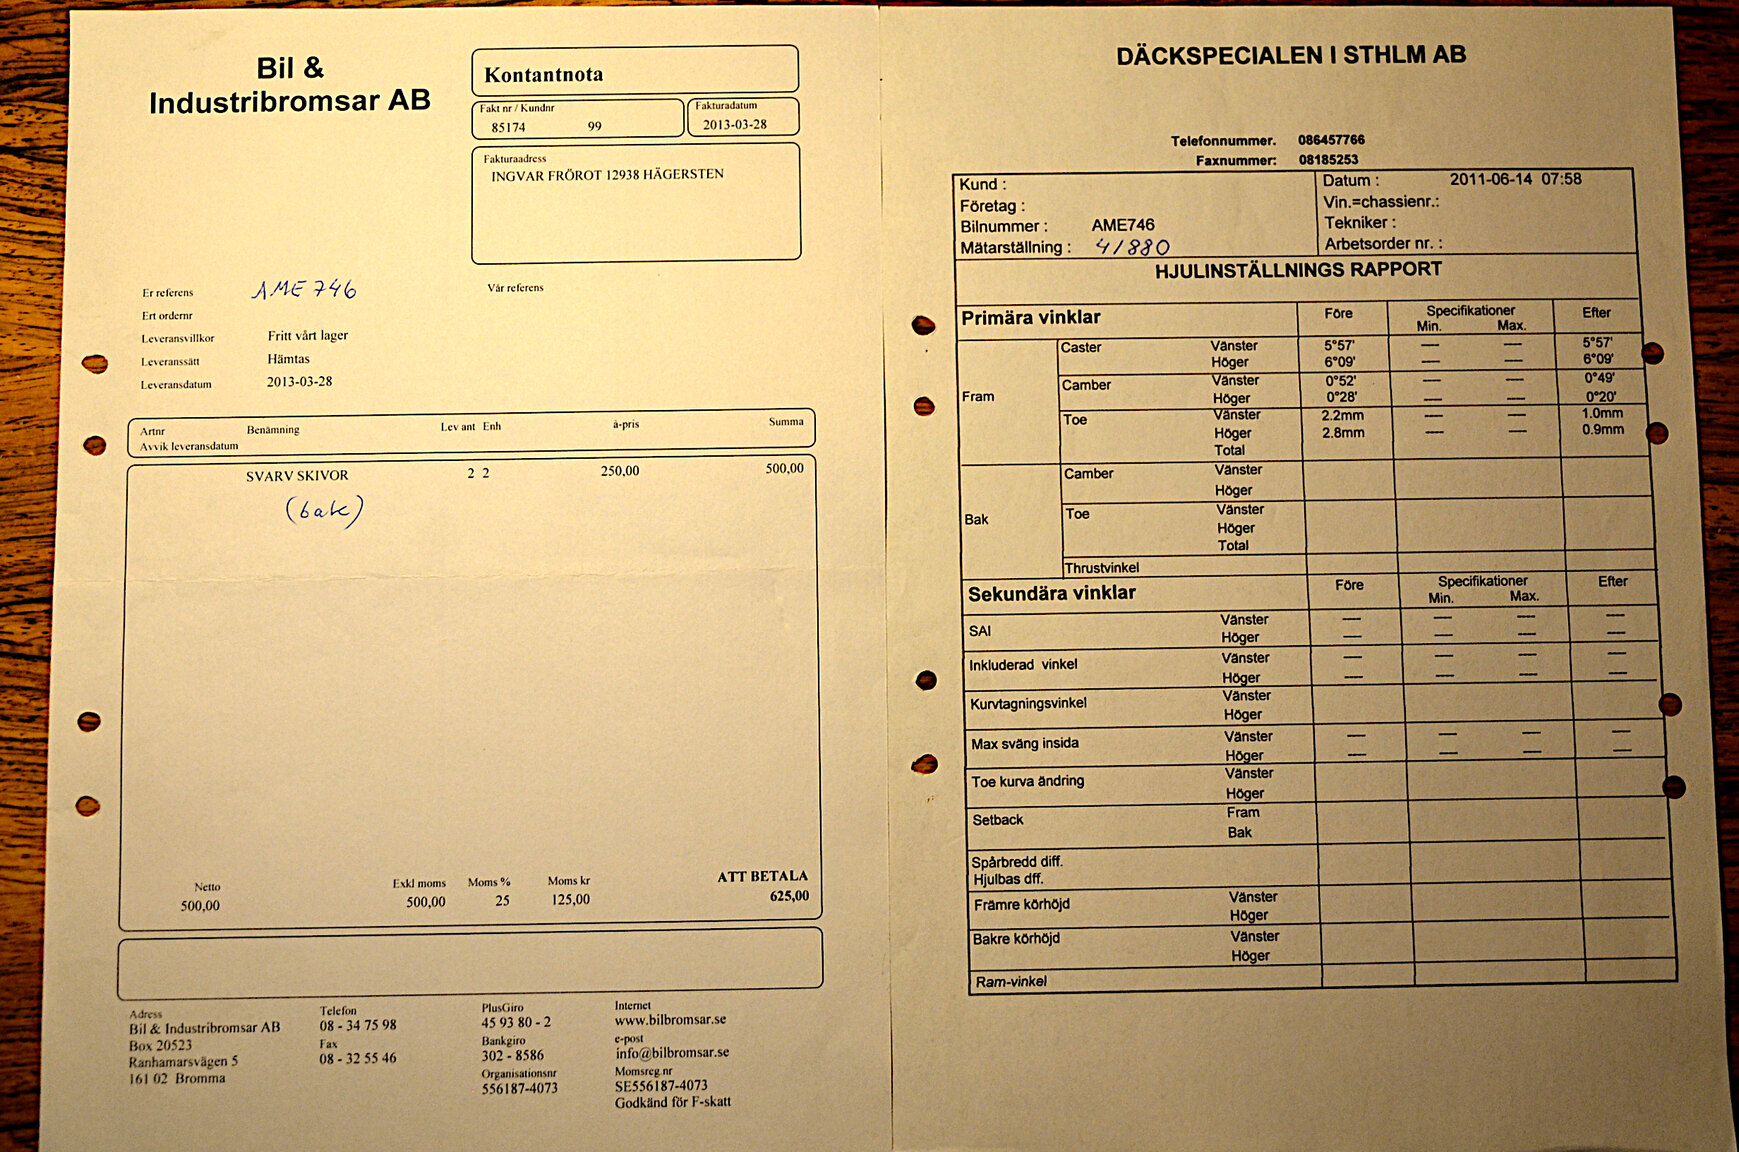 Bil &
Industribromsar AB
Kontantnota
Fakt nr / Kundnr
85174 99
Fakturadatum
2013-03-28
Fakturaadress
INGVAR FRÖROT 12938 HÄGERSTEN
Er referens AME 746
Vår referens
Ert ordernr
Leveransvillkor Fritt vårt lager
Leveranssätt Hämtas
Leveransdatum 2013-03-28
Artnr Benämning Lev ant Enh à-pris Summa
Avvik leveransdatum
SVARV SKIVOR 2 2 250,00 500,00
(bak)
Netto Exkl moms Moms % Moms kr ATT BETALA
500,00 500,00 25 125,00 625,00
Adress
Bil & Industribromsar AB
Box 20523
Ranhamarsvägen 5
161 02 Bromma
Telefon
08 - 34 75 98
Fax
08 - 32 55 46
PlusGiro
45 93 80 - 2
Bankgiro
302 - 8586
Organisationsnr
556187-4073
Internet
www.bilbromsar.se
e-post
info@bilbromsar.se
Momsreg.nr
SE556187-4073
Godkänd för F-skatt
DÄCKSPECIALEN I STHLM AB
Telefonnummer. 086457766
Faxnummer: 08185253
Kund :
Företag :
Bilnummer : AME746
Mätarställning : 41880
Datum : 2011-06-14 07:58
Vin.=chassienr.:
Tekniker :
Arbetsorder nr. :
HJULINSTÄLLNINGS RAPPORT
Primära vinklar Före Specifikationer Efter
Min. Max.
Fram
Caster Vänster 5°57' — — 5°57'
Höger 6°09' — — 6°09'
Camber Vänster 0°52' — — 0°49'
Höger 0°28' — — 0°20'
Toe Vänster 2.2mm — — 1.0mm
Höger 2.8mm — — 0.9mm
Total
Bak
Camber Vänster
Höger
Toe Vänster
Höger
Total
Thrustvinkel
Sekundära vinklar Före Specifikationer Efter
Min. Max.
SAI Vänster — — — —
Höger — — — —
Inkluderad vinkel Vänster — — — —
Höger — — — —
Kurvtagningsvinkel Vänster
Höger
Max sväng insida Vänster — — — —
Höger — — — —
Toe kurva ändring Vänster
Höger
Setback Fram
Bak
Spårbredd diff.
Hjulbas dff.
Främre körhöjd Vänster
Höger
Bakre körhöjd Vänster
Höger
Ram-vinkel